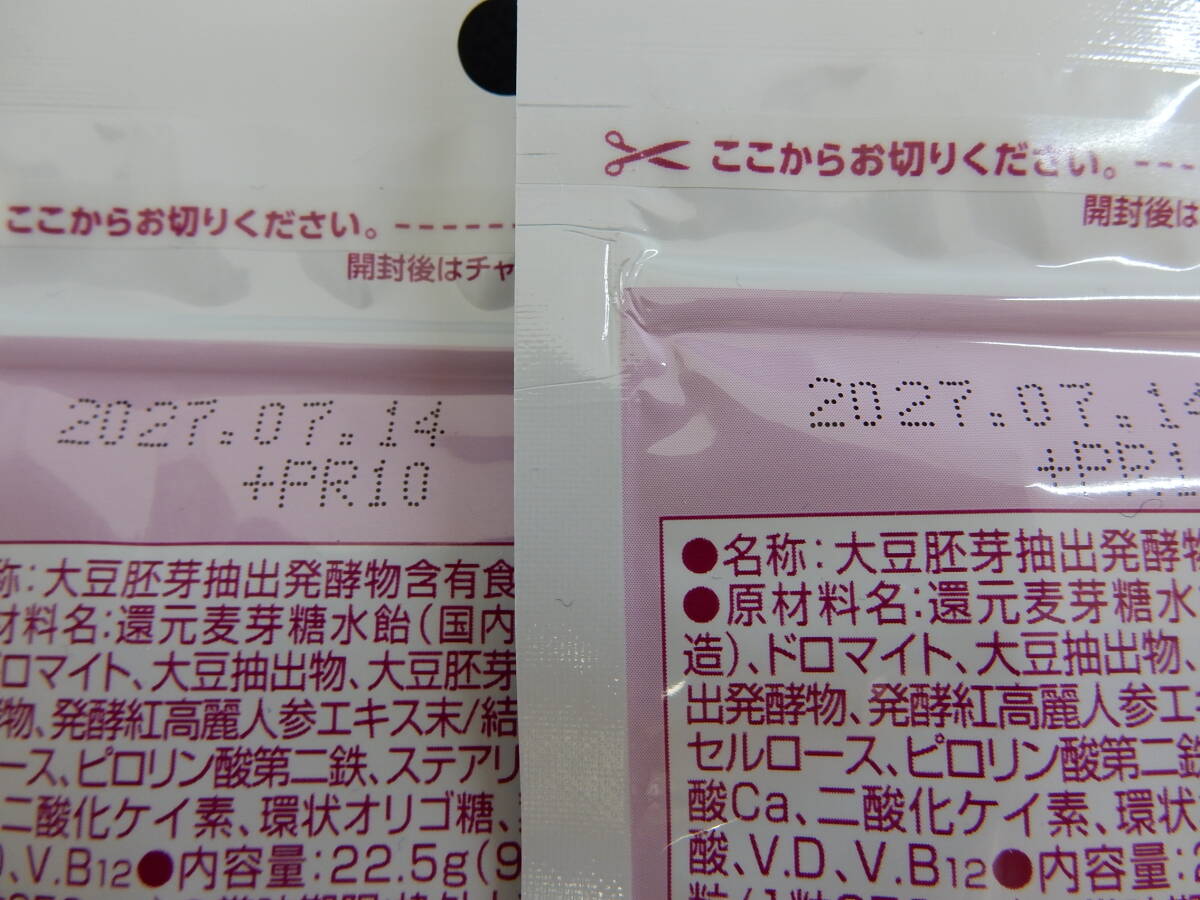 ここからお切りください。
開封後はチャ
2027.07.14
+PR10
称：大豆胚芽抽出発酵物含有食
材料名：還元麦芽糖水飴（国内
ロマイト、大豆抽出物、大豆胚芽
物、発酵紅高麗人参エキス末/結
ース、ピロリン酸第二鉄、ステアリ
二酸化ケイ素、環状オリゴ糖、
、V.B12●内容量：22.5g(9
ここからお切りください。
開封後は
2027.07.14
+PR1
●名称：大豆胚芽抽出発酵物
●原材料名：還元麦芽糖水
造）、ドロマイト、大豆抽出物、
出発酵物、発酵紅高麗人参エ
セルロース、ピロリン酸第二鉄
酸Ca、二酸化ケイ素、環状
酸、V.D、V.B12●内容量：